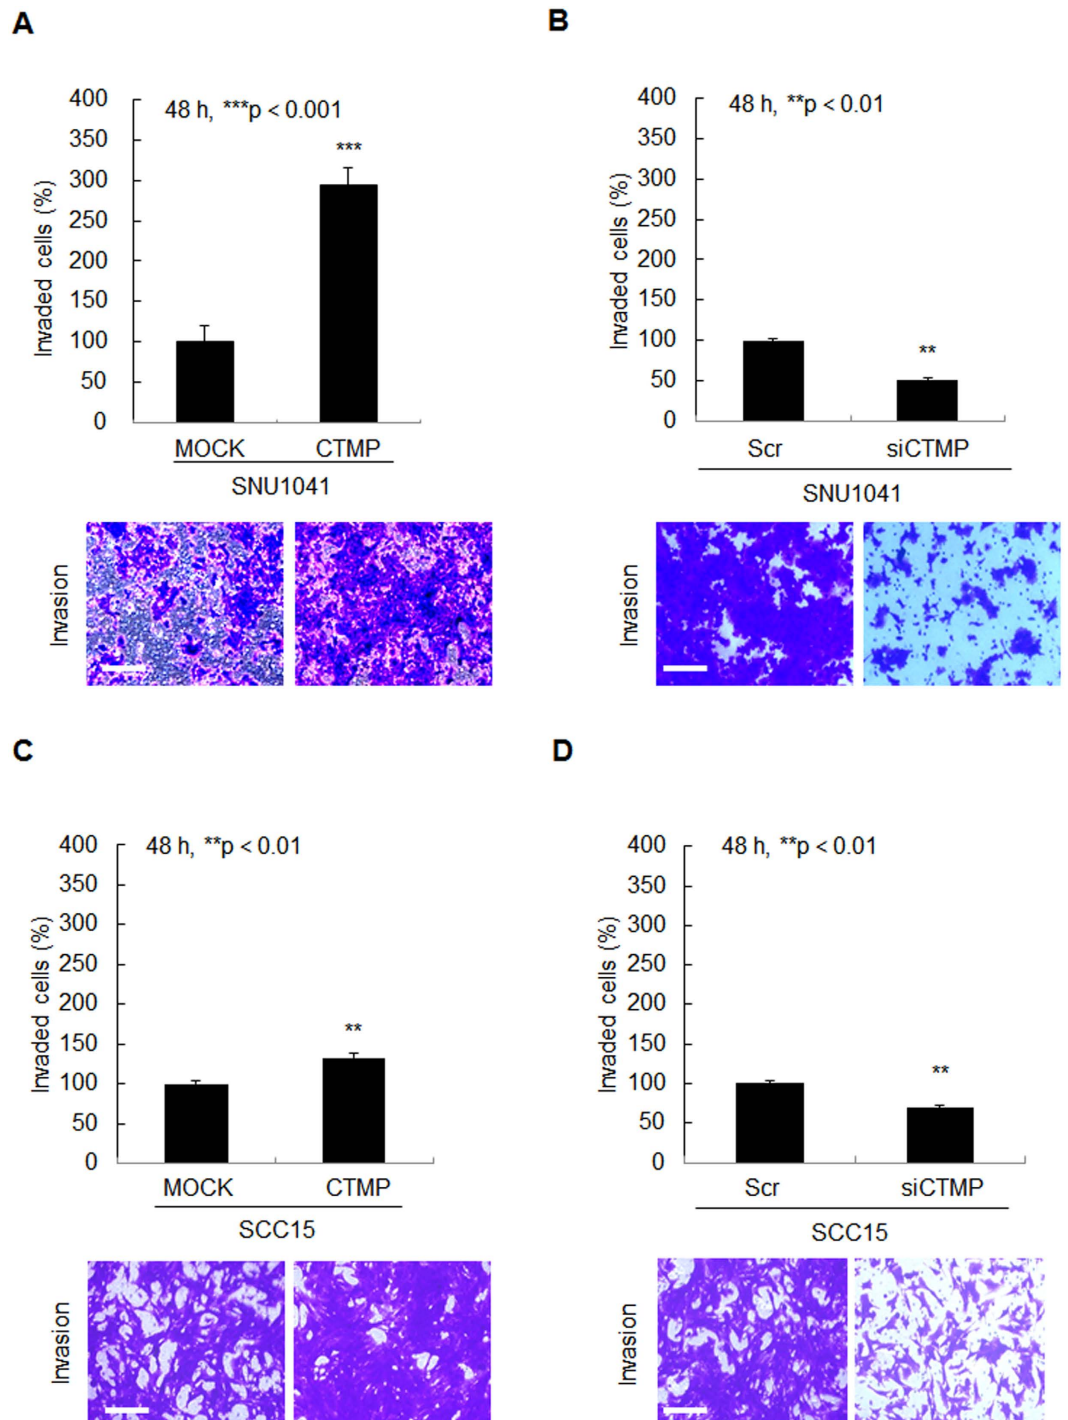 A
48 h, ***p < 0.001
400
350
300
250
200
150
100
50
0
Invaded cells (%)
***
MOCK CTMP
SNU1041
Invasion
B
48 h, **p < 0.01
400
350
300
250
200
150
100
50
0
Invaded cells (%)
**
Scr siCTMP
SNU1041
Invasion
C
48 h, **p < 0.01
400
350
300
250
200
150
100
50
0
Invaded cells (%)
**
MOCK CTMP
SCC15
Invasion
D
48 h, **p < 0.01
400
350
300
250
200
150
100
50
0
Invaded cells (%)
**
Scr siCTMP
SCC15
Invasion